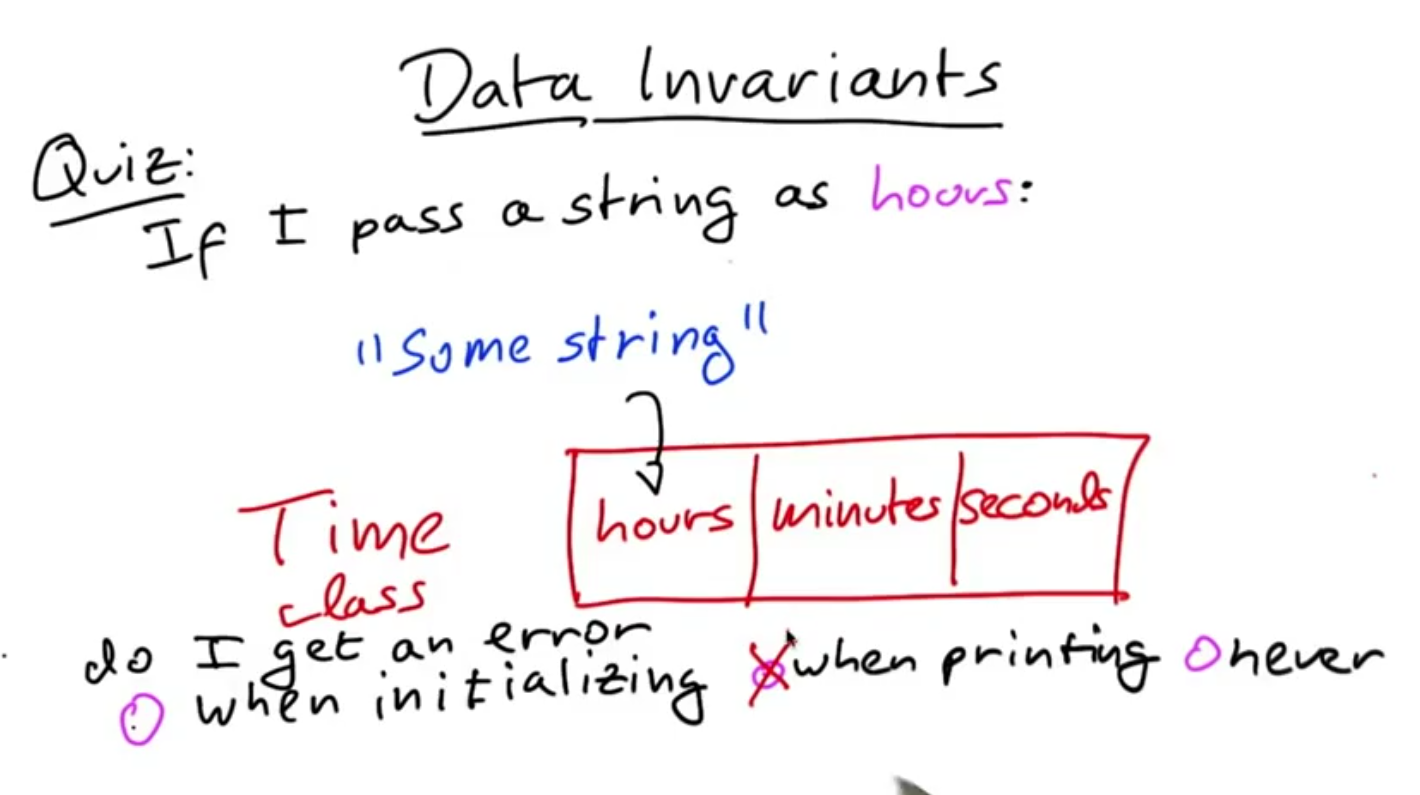 Data Invariants
Quiz:
If I pass a string as hours:
"Some string"
hours minutes seconds
Time
class
do I get an error
when initializing when printing never